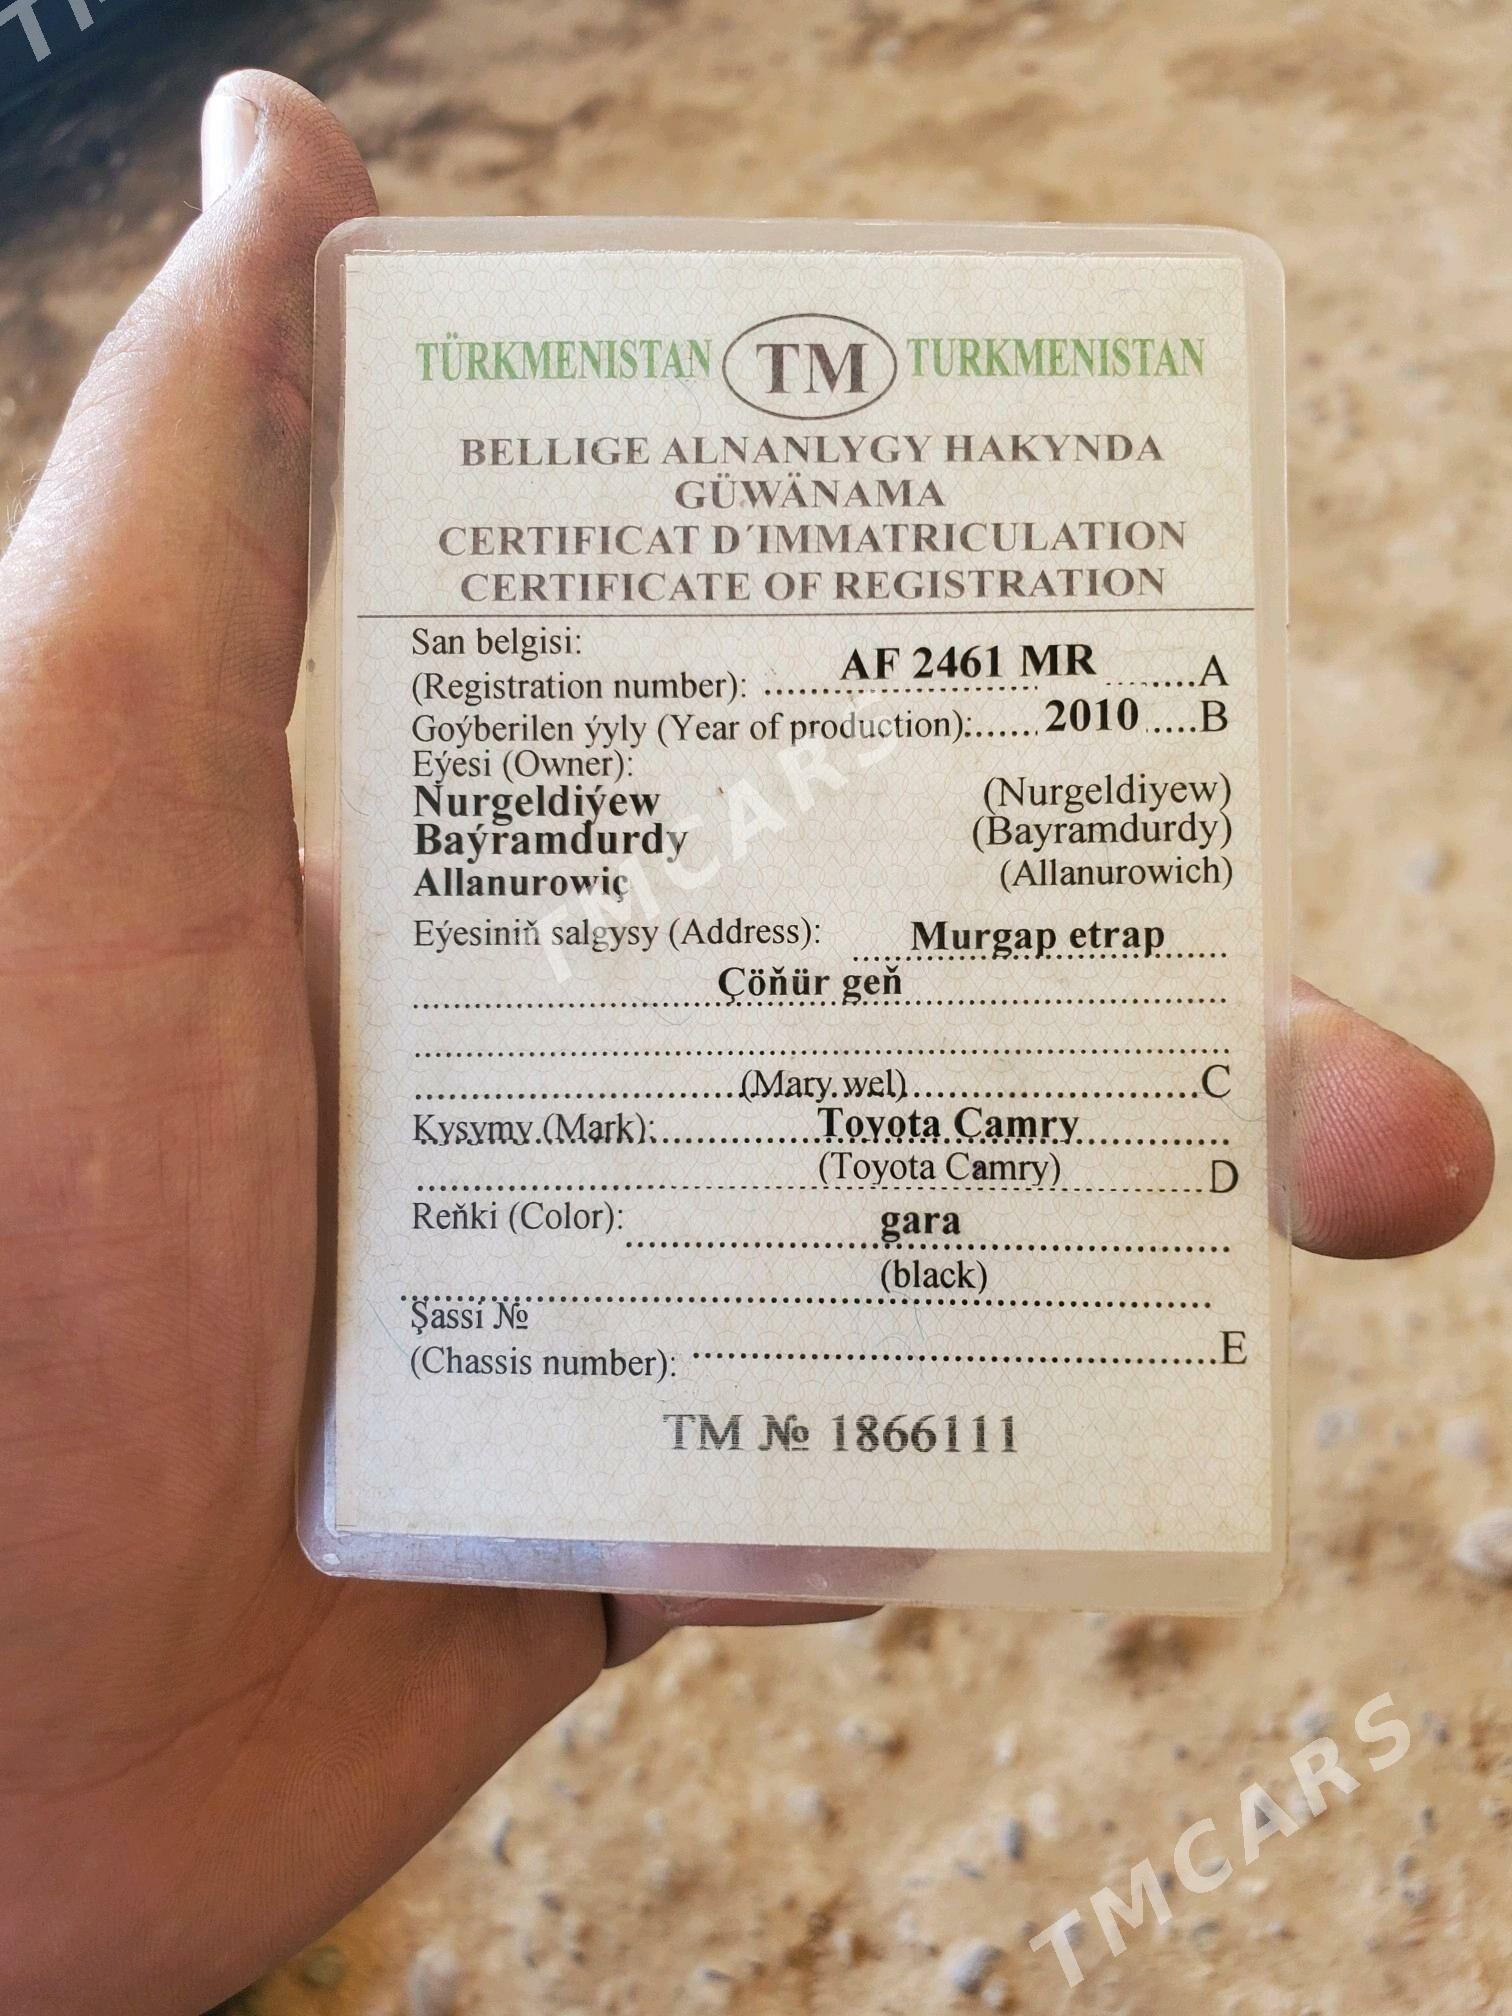 TÜRKMENISTAN TM TURKMENISTAN
BELLIGE ALNANLYGY HAKYNDA
GÜWÄNAMA
CERTIFICAT D´IMMATRICULATION
CERTIFICATE OF REGISTRATION
San belgisi:
(Registration number): AF 2461 MR A
Goýberilen ýyly (Year of production): 2010 B
Eýesi (Owner):
Nurgeldiýew (Nurgeldiyew)
Baýramdurdy (Bayramdurdy)
Allanurowiç (Allanurowich)
Eýesiniň salgysy (Address): Murgap etrap
Çöňür geň
(Mary wel) C
Kysymy (Mark): Toyota Camry
(Toyota Camry) D
Reňki (Color): gara
(black)
Şassi №
(Chassis number): E
TM № 1866111
TMCARS
TMCARS